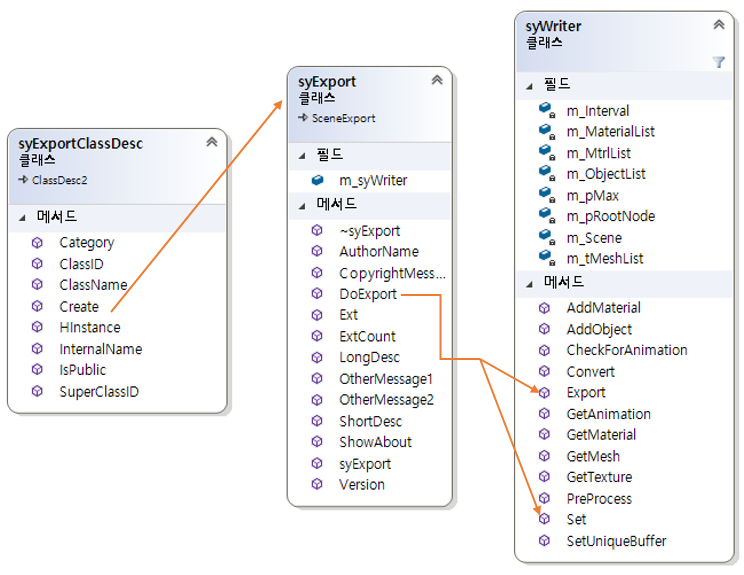 syExportClassDesc
클래스
ClassDesc2
메서드
Category
ClassID
ClassName
Create
HInstance
InternalName
IsPublic
SuperClassID
syExport
클래스
SceneExport
필드
m_syWriter
메서드
~syExport
AuthorName
CopyrightMess...
DoExport
Ext
ExtCount
LongDesc
OtherMessage1
OtherMessage2
ShortDesc
ShowAbout
syExport
Version
syWriter
클래스
필드
m_Interval
m_MaterialList
m_MtrlList
m_ObjectList
m_pMax
m_pRootNode
m_Scene
m_tMeshList
메서드
AddMaterial
AddObject
CheckForAnimation
Convert
Export
GetAnimation
GetMaterial
GetMesh
GetTexture
PreProcess
Set
SetUniqueBuffer